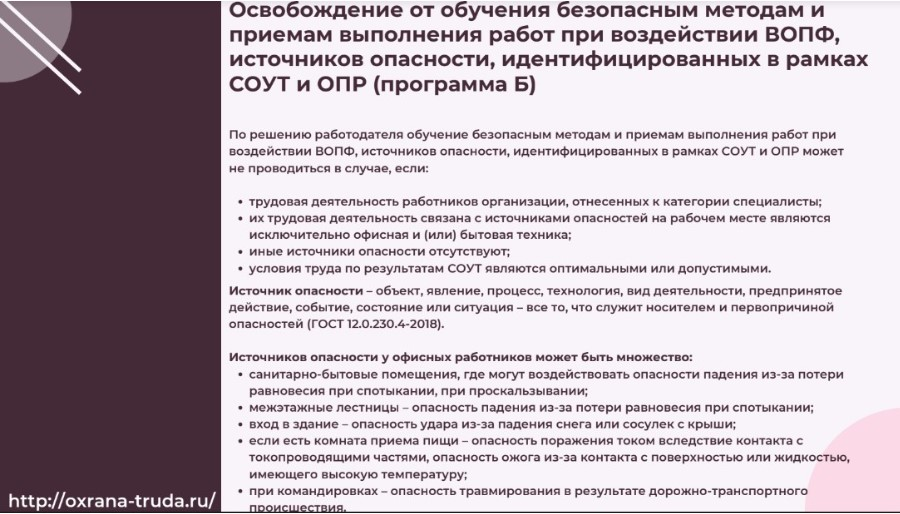 Освобождение от обучения безопасным методам и
приемам выполнения работ при воздействии ВОПФ,
источников опасности, идентифицированных в рамках
СОУТ и ОПР (программа Б)
По решению работодателя обучение безопасным методам и приемам выполнения работ при
воздействии ВОПФ, источников опасности, идентифицированных в рамках СОУТ и ОПР может
не проводиться в случае, если:
• трудовая деятельность работников организации, отнесенных к категории специалисты;
• их трудовая деятельность связана с источниками опасностей на рабочем месте являются
исключительно офисная и (или) бытовая техника;
• иные источники опасности отсутствуют;
• условия труда по результатам СОУТ являются оптимальными или допустимыми.
Источник опасности – объект, явление, процесс, технология, вид деятельности, предпринятое
действие, событие, состояние или ситуация – все то, что служит носителем и первопричиной
опасностей (ГОСТ 12.0.230.4-2018).
Источников опасности у офисных работников может быть множество:
• санитарно-бытовые помещения, где могут воздействовать опасности падения из-за потери
равновесия при спотыкании, при проскальзывании;
• межэтажные лестницы – опасность падения из-за потери равновесия при спотыкании;
• вход в здание – опасность удара из-за падения снега или сосулек с крыши;
• если есть комната приема пищи – опасность поражения током вследствие контакта с
токопроводящими частями, опасность ожога из-за контакта с поверхностью или жидкостью,
имеющего высокую температуру;
• при командировках – опасность травмирования в результате дорожно-транспортного
происшествия.
http://oxrana-truda.ru/